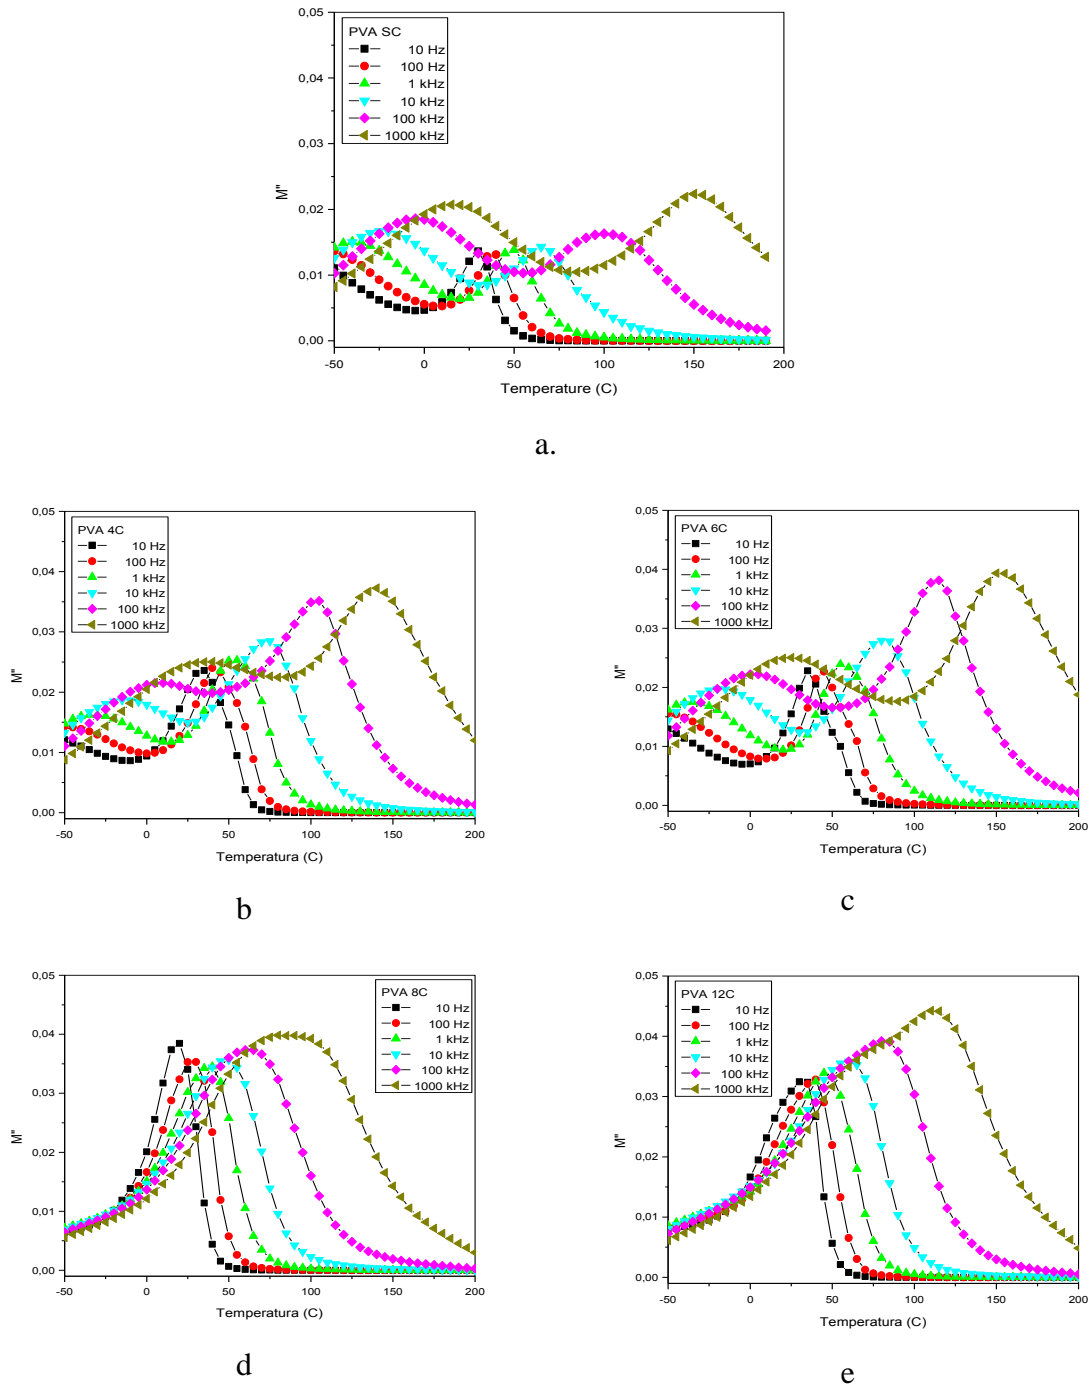 0,05
0,04
0,03
0,02
0,01
0,00
M"
PVA SC
10 Hz
100 Hz
1 kHz
10 kHz
100 kHz
1000 kHz
-50 0 50 100 150 200
Temperature (C)
a.
0,05
0,04
0,03
0,02
0,01
0,00
M"
PVA 4C
10 Hz
100 Hz
1 kHz
10 kHz
100 kHz
1000 kHz
-50 0 50 100 150 200
Temperatura (C)
b
0,05
0,04
0,03
0,02
0,01
0,00
M"
PVA 6C
10 Hz
100 Hz
1 kHz
10 kHz
100 kHz
1000 kHz
-50 0 50 100 150 200
Temperatura (C)
c
0,05
0,04
0,03
0,02
0,01
0,00
M"
PVA 8C
10 Hz
100 Hz
1 kHz
10 kHz
100 kHz
1000 kHz
-50 0 50 100 150 200
Temperatura (C)
d
0,05
0,04
0,03
0,02
0,01
0,00
M"
PVA 12C
10 Hz
100 Hz
1 kHz
10 kHz
100 kHz
1000 kHz
-50 0 50 100 150 200
Temperatura (C)
e